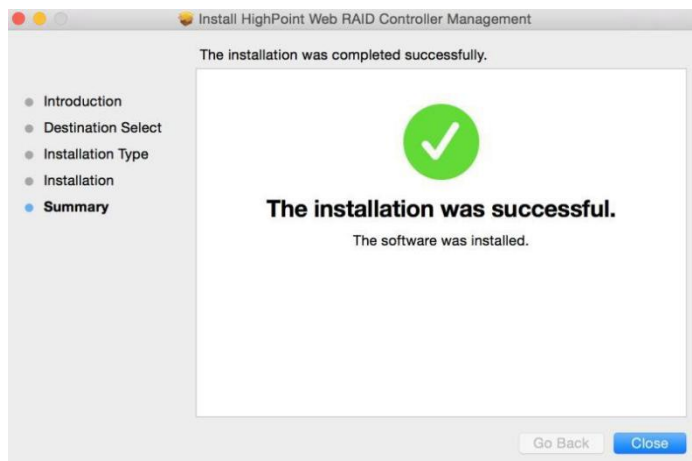 Install HighPoint Web RAID Controller Management
The installation was completed successfully.
Introduction
Destination Select
Installation Type
Installation
Summary
The installation was successful.
The software was installed.
Go Back
Close